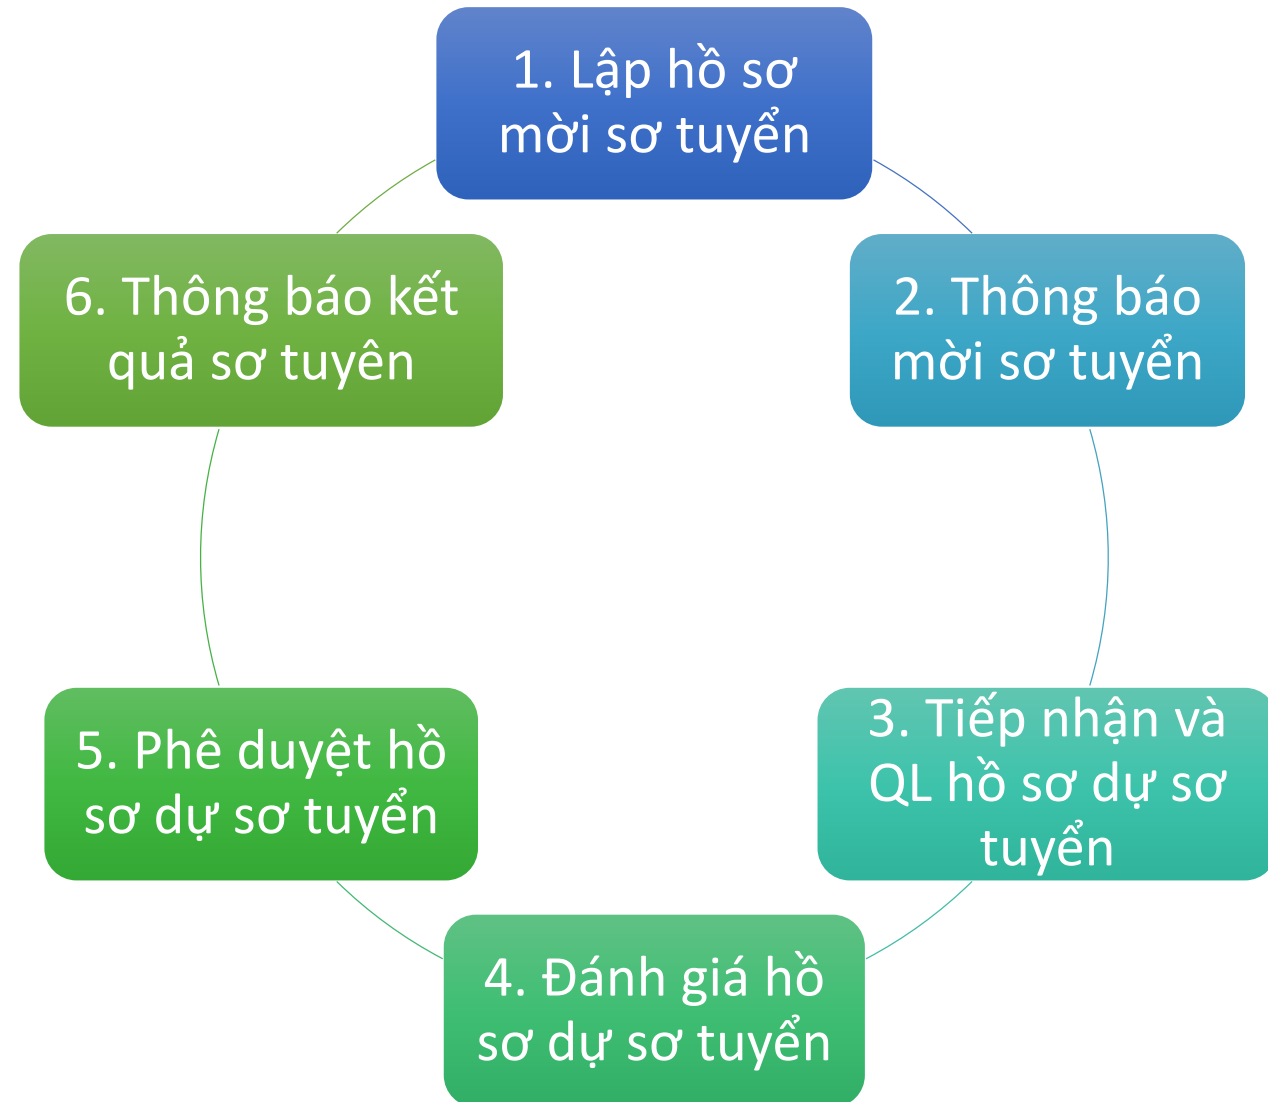 1. Lập hồ sơ
mời sơ tuyển
2. Thông báo
mời sơ tuyển
3. Tiếp nhận và
QL hồ sơ dự sơ
tuyển
4. Đánh giá hồ
sơ dự sơ tuyển
5. Phê duyệt hồ
sơ dự sơ tuyển
6. Thông báo kết
quả sơ tuyên